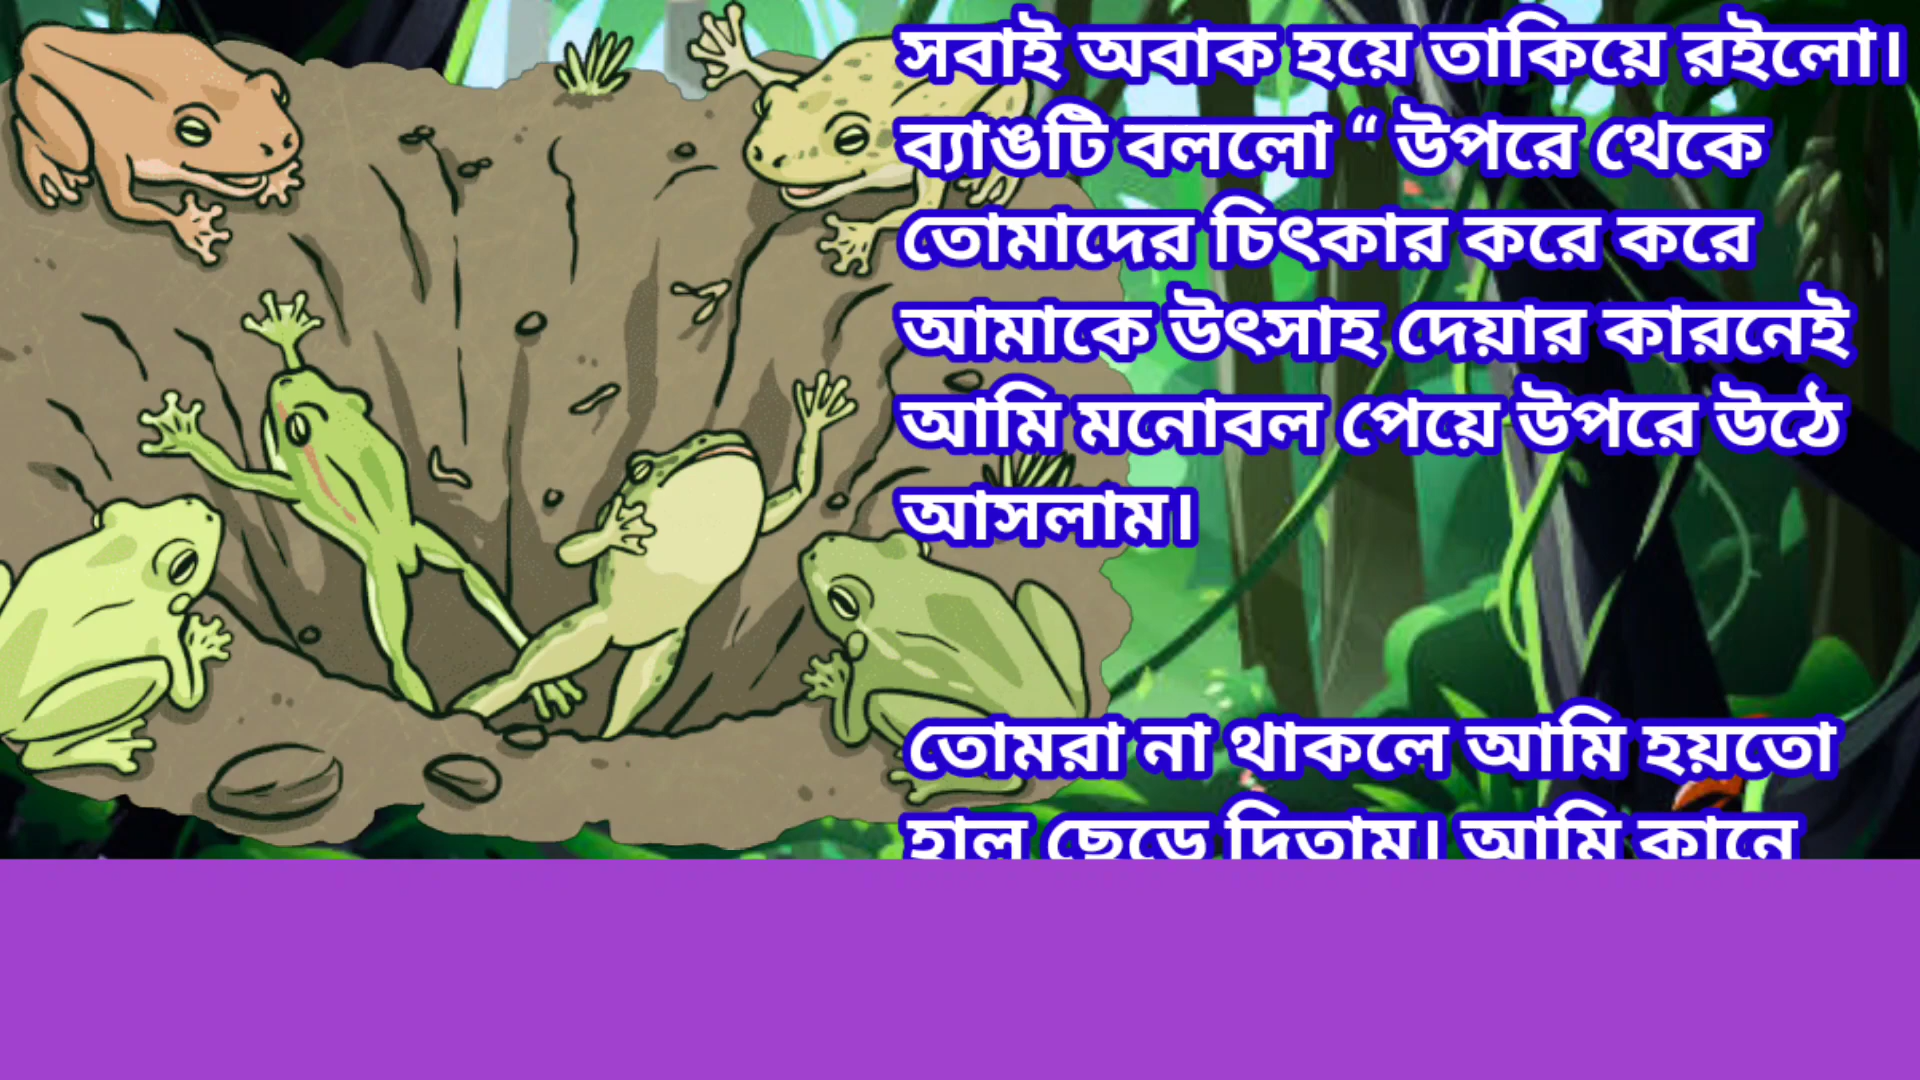 সবাই অবাক হয়ে তাকিয়ে রইলো।
ব্যাঙটি বললো “ উপরে থেকে
তোমাদের চিৎকার করে করে
আমাকে উৎসাহ দেয়ার কারনেই
আমি মনোবল পেয়ে উপরে উঠে
আসলাম।
তোমরা না থাকলে আমি হয়তো
হাল ছেড়ে দিতাম। আমি কানে